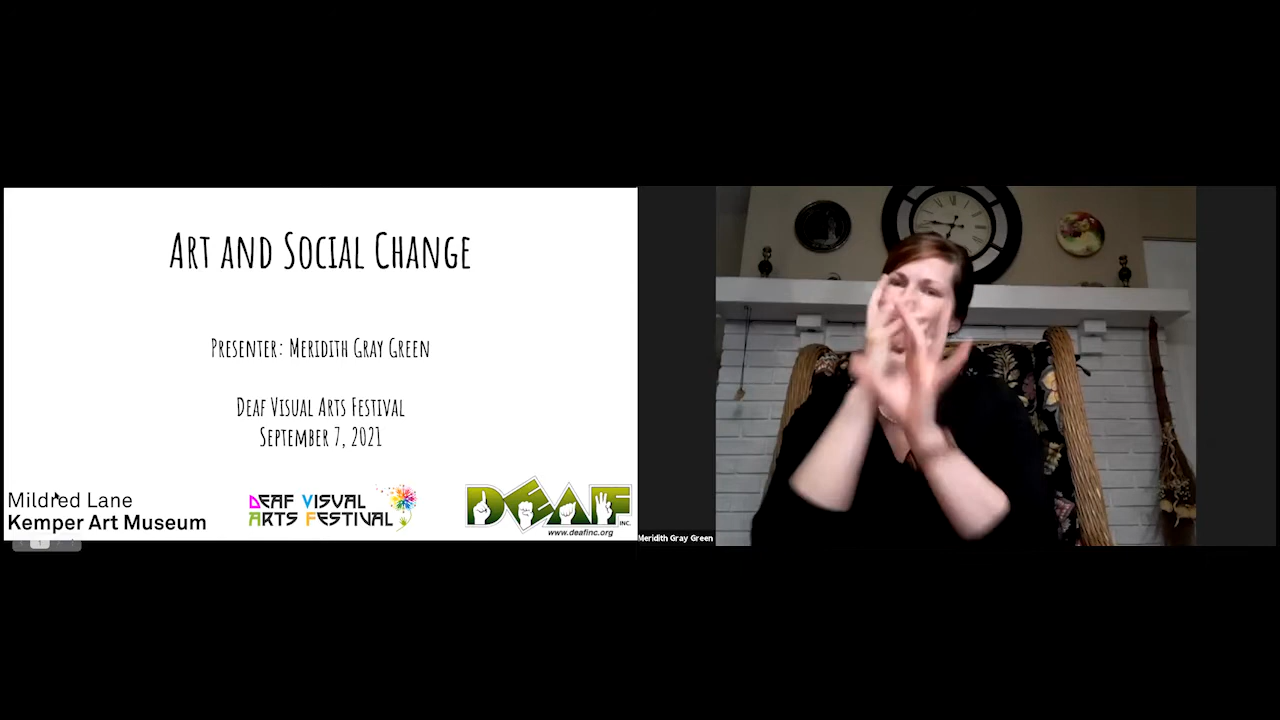 Art and Social Change
Presenter: Meridith Gray Green
Deaf Visual Arts Festival
September 7, 2021
Mildred Lane
Kemper Art Museum
DEAF VISUAL
ARTS FESTIVAL
DEAF INC.
www.deafinc.org
Meridith Gray Green